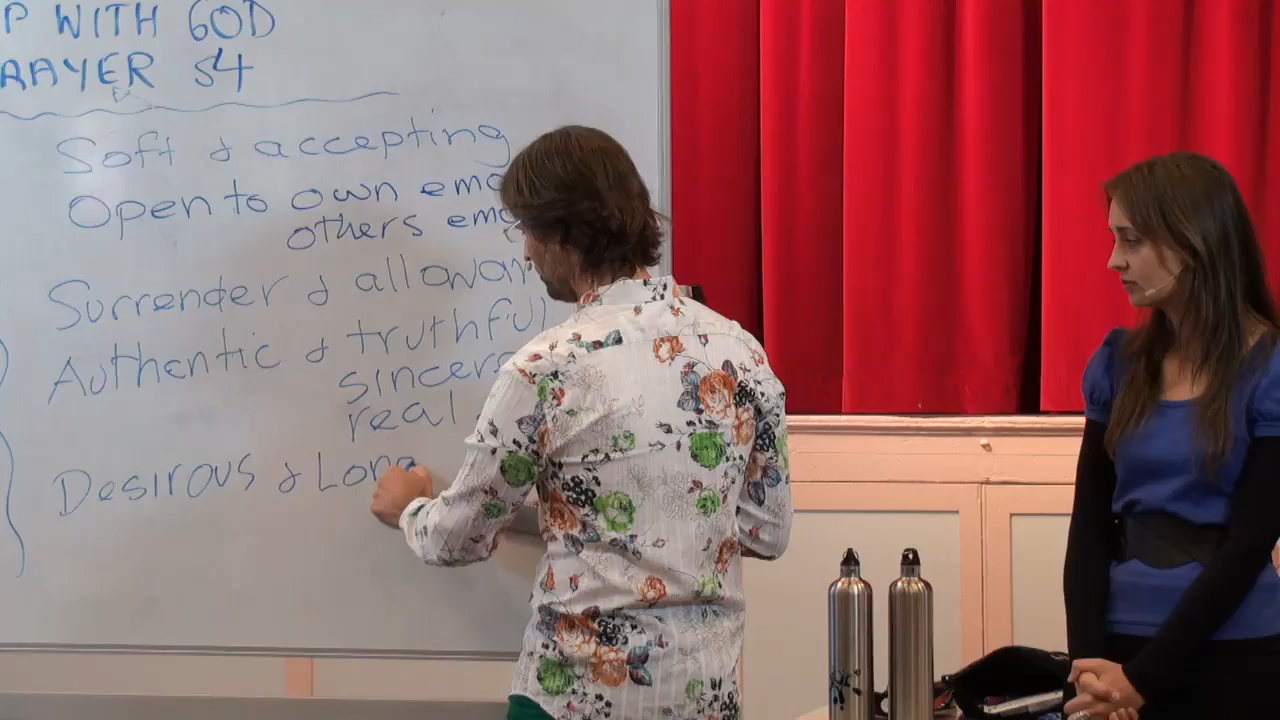 P WITH GOD
RAYER S4
Soft & accepting
Open to own emo
others emo
Surrender & allowan
Authentic & truthful
sincere
real
Desirous & Long